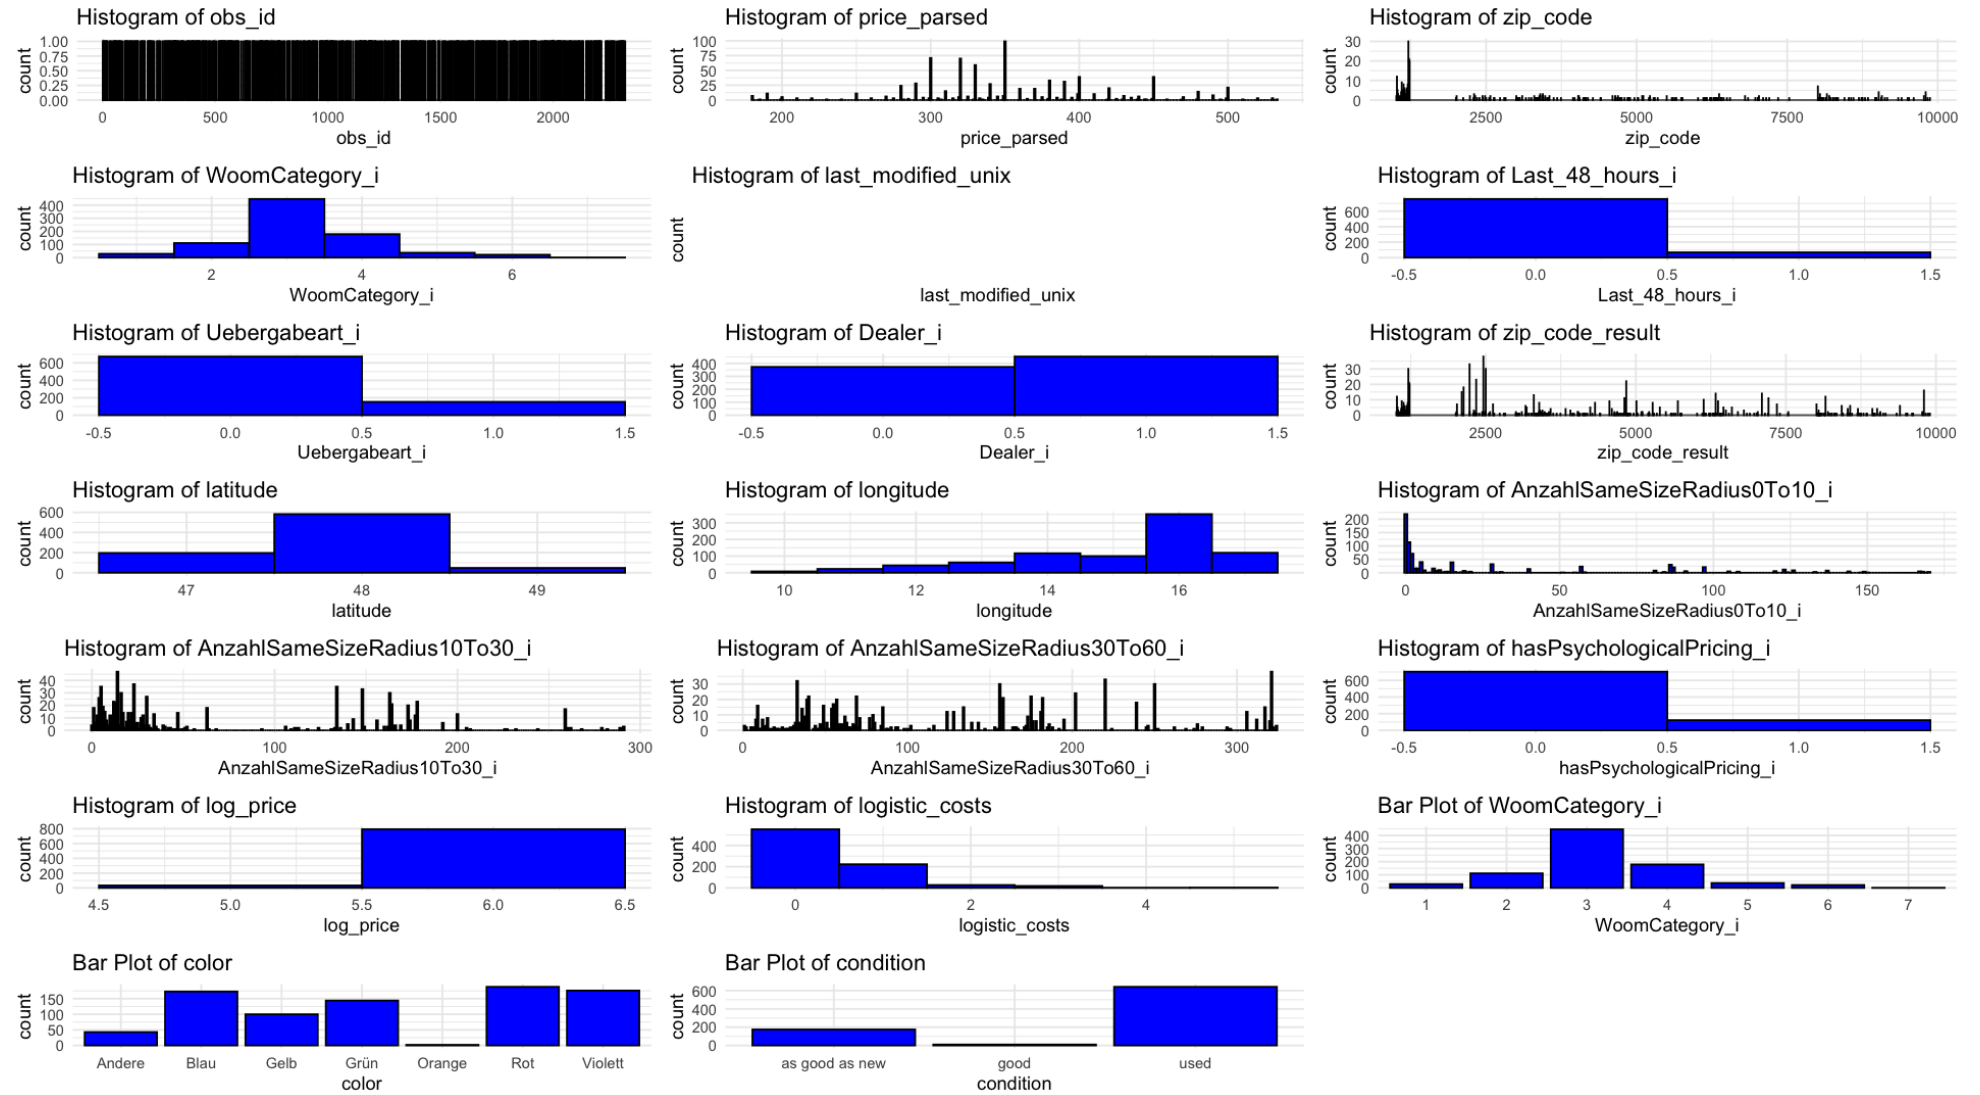 Histogram of obs_id
count
1.00
0.75
0.50
0.25
0.00
0 500 1000 1500 2000
obs_id
Histogram of price_parsed
count
100
75
50
25
0
200 300 400 500
price_parsed
Histogram of zip_code
count
30
20
10
0
2500 5000 7500 10000
zip_code
Histogram of WoomCategory_i
count
400
300
200
100
0
2 4 6
WoomCategory_i
Histogram of last_modified_unix
count
last_modified_unix
Histogram of Last_48_hours_i
count
600
400
200
0
-0.5 0.0 0.5 1.0 1.5
Last_48_hours_i
Histogram of Uebergabeart_i
count
600
400
200
0
-0.5 0.0 0.5 1.0 1.5
Uebergabeart_i
Histogram of Dealer_i
count
400
300
200
100
0
-0.5 0.0 0.5 1.0 1.5
Dealer_i
Histogram of zip_code_result
count
30
20
10
0
2500 5000 7500 10000
zip_code_result
Histogram of latitude
count
600
400
200
0
47 48 49
latitude
Histogram of longitude
count
300
200
100
0
10 12 14 16
longitude
Histogram of AnzahlSameSizeRadius0To10_i
count
200
150
100
50
0
0 50 100 150
AnzahlSameSizeRadius0To10_i
Histogram of AnzahlSameSizeRadius10To30_i
count
40
30
20
10
0
0 100 200 300
AnzahlSameSizeRadius10To30_i
Histogram of AnzahlSameSizeRadius30To60_i
count
30
20
10
0
0 100 200 300
AnzahlSameSizeRadius30To60_i
Histogram of hasPsychologicalPricing_i
count
600
400
200
0
-0.5 0.0 0.5 1.0 1.5
hasPsychologicalPricing_i
Histogram of log_price
count
800
600
400
200
0
4.5 5.0 5.5 6.0 6.5
log_price
Histogram of logistic_costs
count
400
200
0
0 2 4
logistic_costs
Bar Plot of WoomCategory_i
count
400
300
200
100
0
1 2 3 4 5 6 7
WoomCategory_i
Bar Plot of color
count
150
100
50
0
Andere Blau Gelb Grün Orange Rot Violett
color
Bar Plot of condition
count
600
400
200
0
as good as new good used
condition